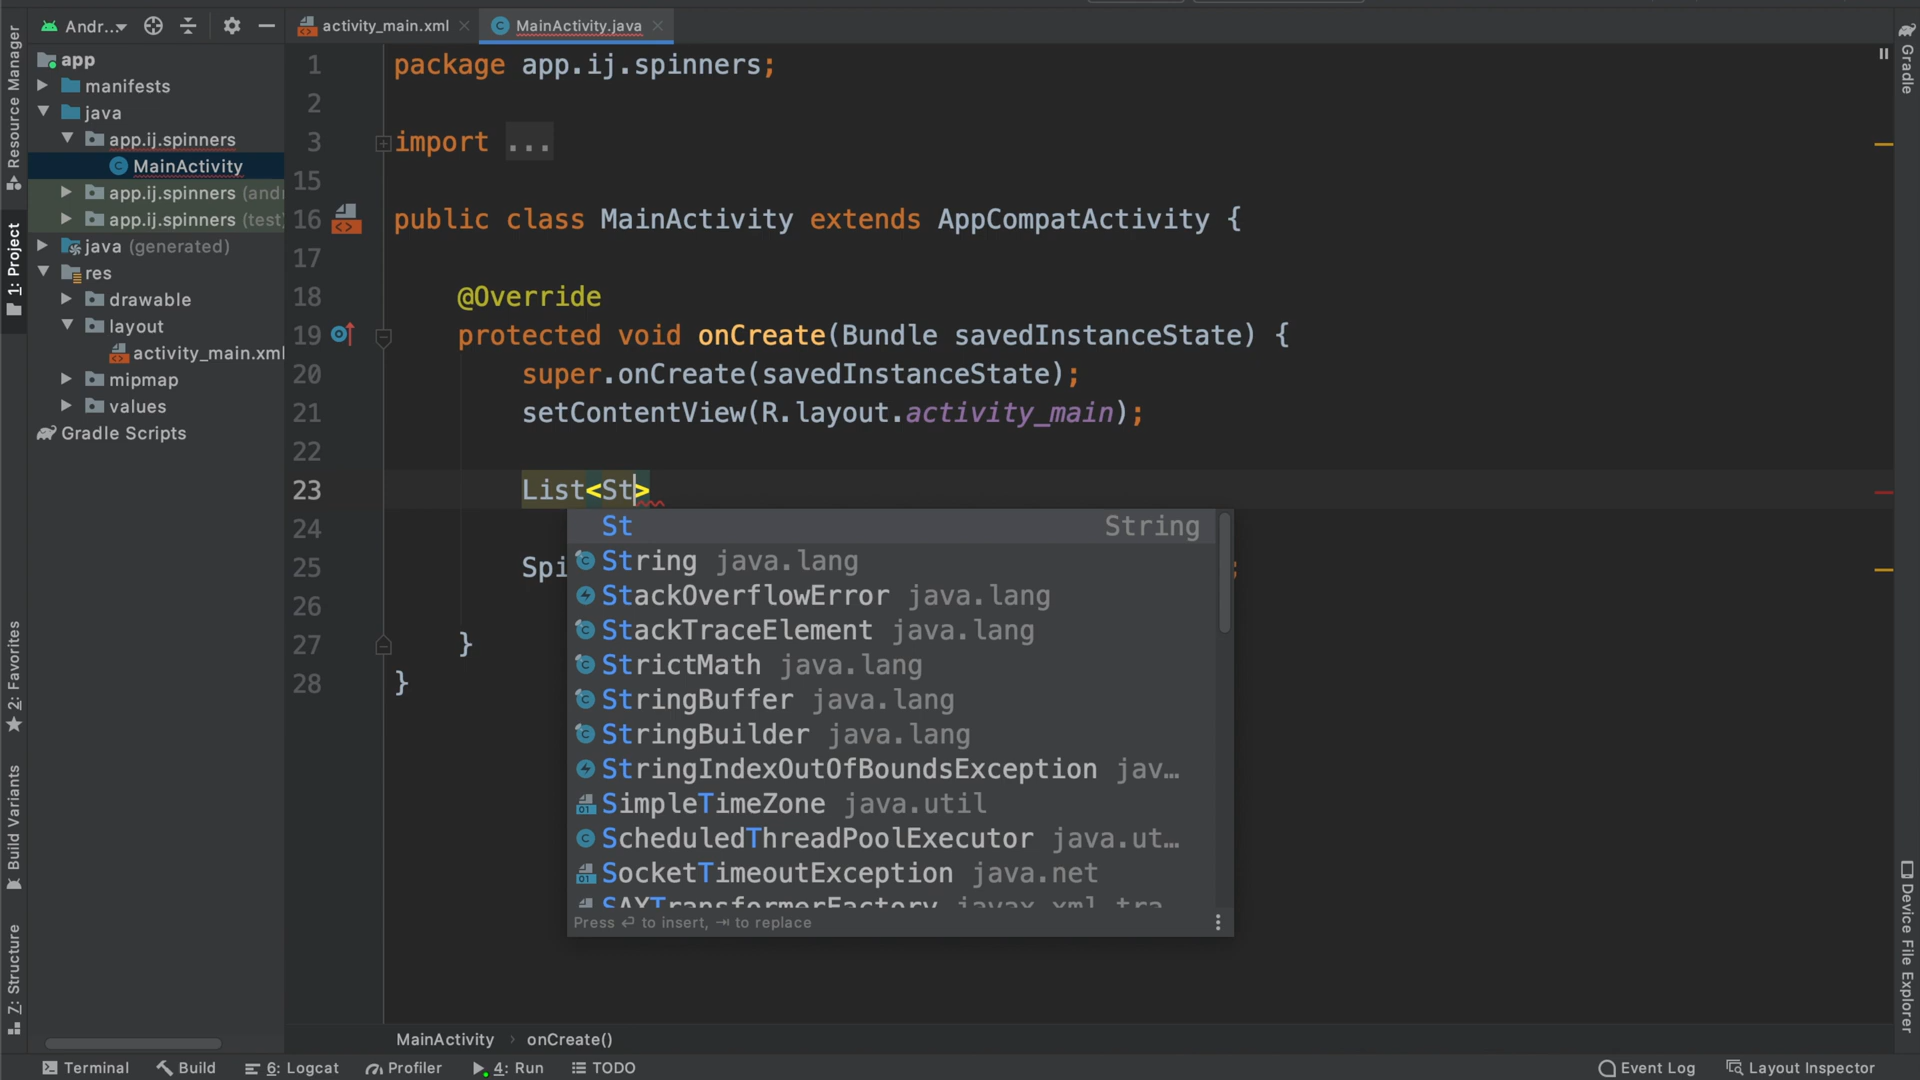 Andr...
activity_main.xml
MainActivity.java
Resource Manager
1: Project
2: Favorites
Build Variants
Z: Structure
app
manifests
java
app.ij.spinners
MainActivity
app.ij.spinners (and
app.ij.spinners (test
java (generated)
res
drawable
layout
activity_main.xml
mipmap
values
Gradle Scripts
1 package app.ij.spinners;
2
3 import ...
15
16 public class MainActivity extends AppCompatActivity {
17
18 @Override
19 protected void onCreate(Bundle savedInstanceState) {
20 super.onCreate(savedInstanceState);
21 setContentView(R.layout.activity_main);
22
23 List<St>
24
25 Spi ;
26
27 }
28 }
St String
String java.lang
StackOverflowError java.lang
StackTraceElement java.lang
StrictMath java.lang
StringBuffer java.lang
StringBuilder java.lang
StringIndexOutOfBoundsException jav…
SimpleTimeZone java.util
ScheduledThreadPoolExecutor java.ut…
SocketTimeoutException java.net
SAXTransformerFactory javax.xml.tra
Press ⏎ to insert, ⇥ to replace
MainActivity › onCreate()
Terminal Build 6: Logcat Profiler 4: Run TODO
Event Log Layout Inspector
Gradle
Device File Explorer